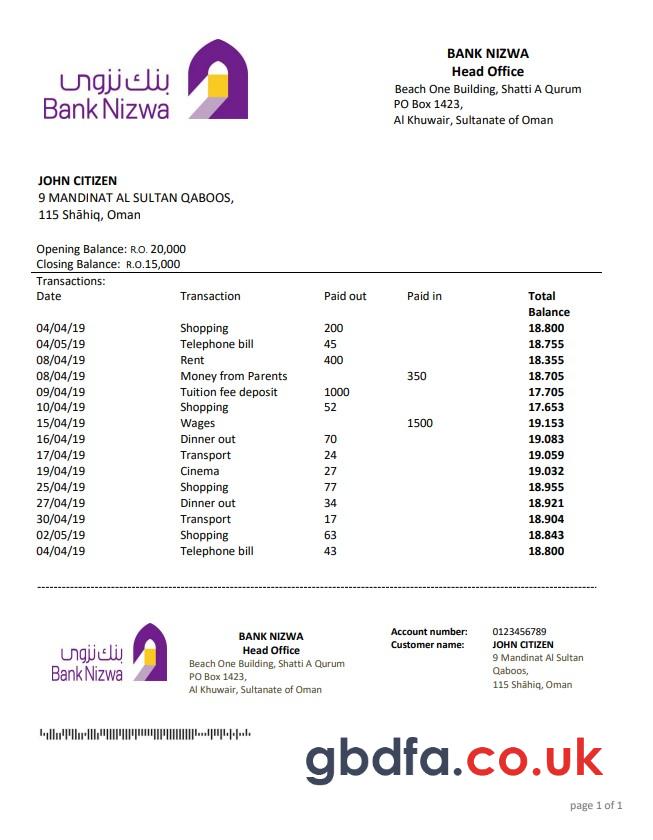 بنك نزوى
Bank Nizwa
BANK NIZWA
Head Office
Beach One Building, Shatti A Qurum
PO Box 1423,
Al Khuwair, Sultanate of Oman
JOHN CITIZEN
9 MANDINAT AL SULTAN QABOOS,
115 Shāhiq, Oman
Opening Balance: R.O. 20,000
Closing Balance: R.O.15,000
Transactions:
Date Transaction Paid out Paid in Total
Balance
04/04/19 Shopping 200 18.800
04/05/19 Telephone bill 45 18.755
08/04/19 Rent 400 18.355
08/04/19 Money from Parents 350 18.705
09/04/19 Tuition fee deposit 1000 17.705
10/04/19 Shopping 52 17.653
15/04/19 Wages 1500 19.153
16/04/19 Dinner out 70 19.083
17/04/19 Transport 24 19.059
19/04/19 Cinema 27 19.032
25/04/19 Shopping 77 18.955
27/04/19 Dinner out 34 18.921
30/04/19 Transport 17 18.904
02/05/19 Shopping 63 18.843
04/04/19 Telephone bill 43 18.800
بنك نزوى
Bank Nizwa
BANK NIZWA
Head Office
Beach One Building, Shatti A Qurum
PO Box 1423,
Al Khuwair, Sultanate of Oman
Account number: 0123456789
Customer name: JOHN CITIZEN
9 Mandinat Al Sultan
Qaboos,
115 Shāhiq, Oman
gbdfa.co.uk
page 1 of 1